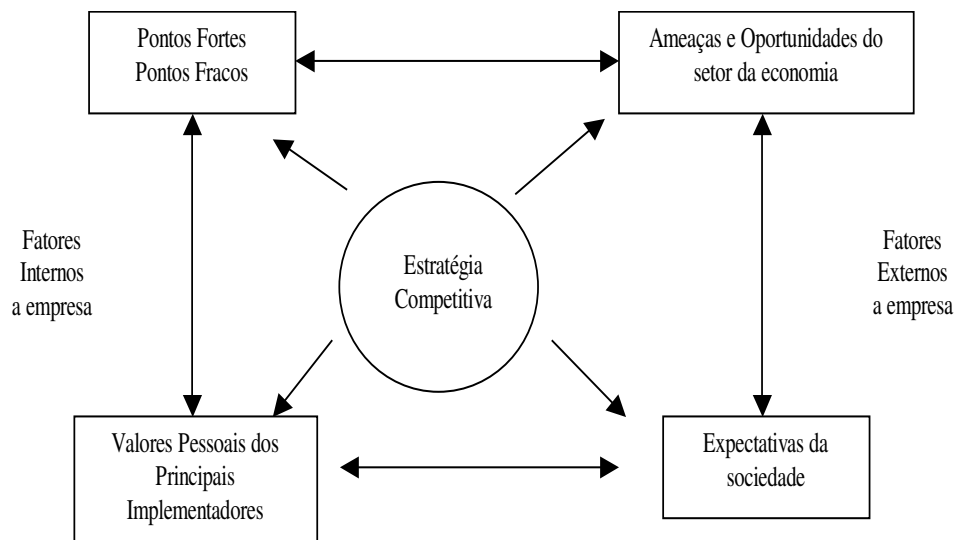 Pontos Fortes
Pontos Fracos
Ameaças e Oportunidades do
setor da economia
Fatores
Internos
a empresa
Estratégia
Competitiva
Fatores
Externos
a empresa
Valores Pessoais dos
Principais
Implementadores
Expectativas da
sociedade